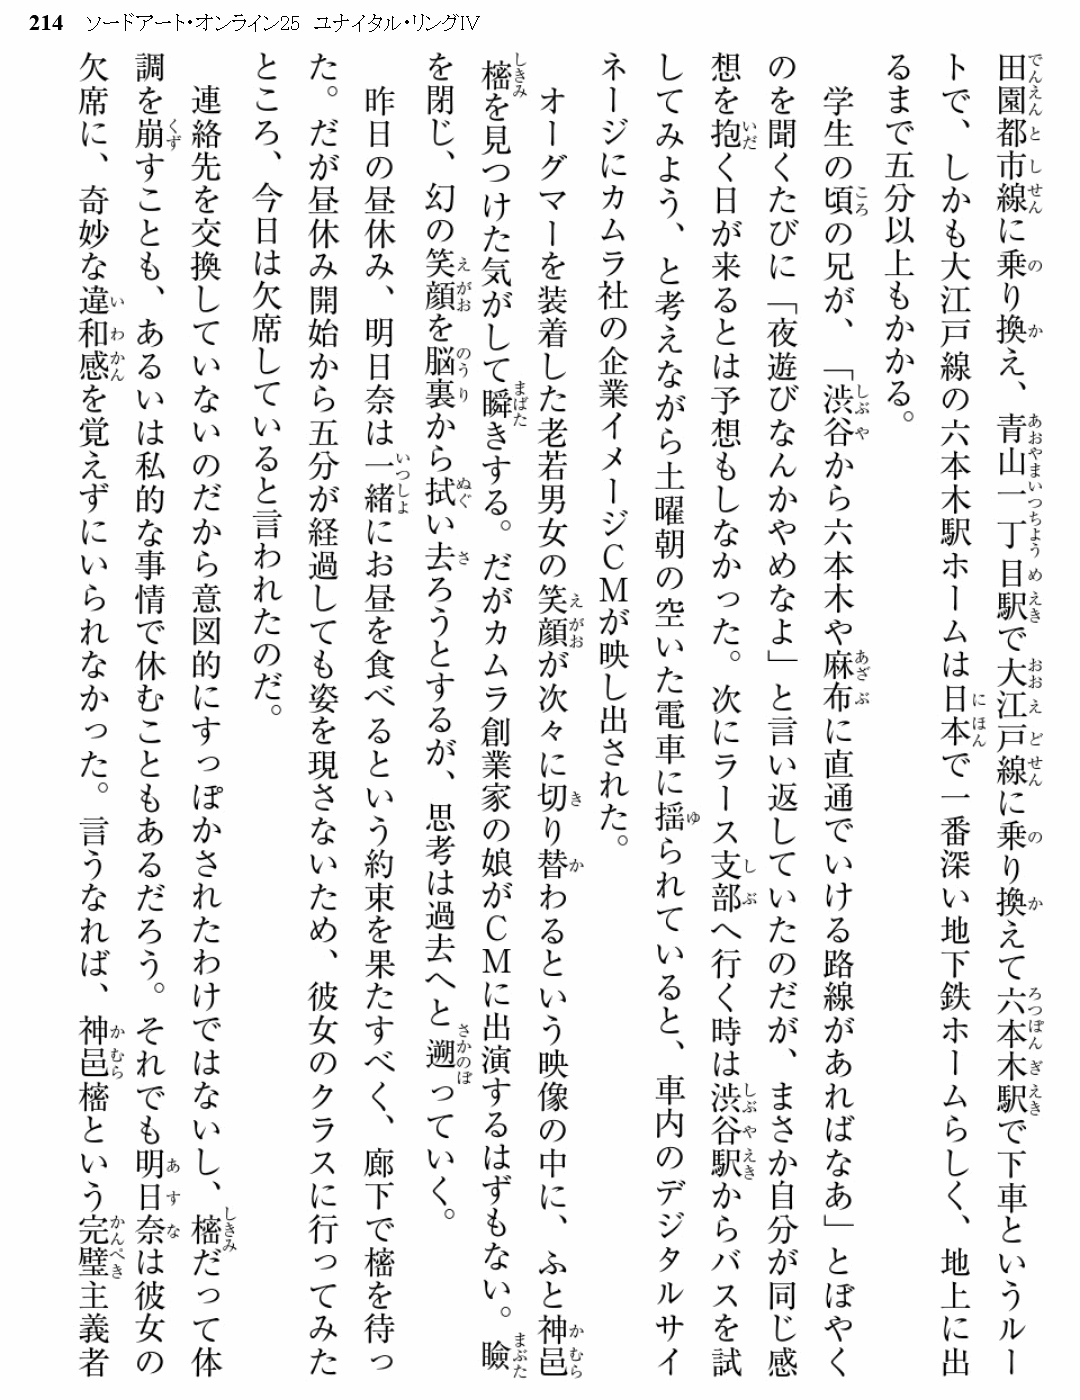 214　ソードアート・オンライン25　ユナイタル・リングⅣ
田園都市線に乗り換え、青山一丁目駅で大江戸線に乗り換えて六本木駅で下車というルー
トで、しかも大江戸線の六本木駅ホームは日本で一番深い地下鉄ホームらしく、地上に出
るまで五分以上もかかる。
　学生の頃の兄が、「渋谷から六本木や麻布に直通でいける路線があればなあ」とぼやく
のを聞くたびに「夜遊びなんかやめなよ」と言い返していたのだが、まさか自分が同じ感
想を抱く日が来るとは予想もしなかった。次にラース支部へ行く時は渋谷駅からバスを試
してみよう、と考えながら土曜朝の空いた電車に揺られていると、車内のデジタルサイ
ネージにカムラ社の企業イメージＣＭが映し出された。
　オーグマーを装着した老若男女の笑顔が次々に切り替わるという映像の中に、ふと神邑
樒を見つけた気がして瞬きする。だがカムラ創業家の娘がＣＭに出演するはずもない。瞼
を閉じ、幻の笑顔を脳裏から拭い去ろうとするが、思考は過去へと遡っていく。
　昨日の昼休み、明日奈は一緒にお昼を食べるという約束を果たすべく、廊下で樒を待っ
た。だが昼休み開始から五分が経過しても姿を現さないため、彼女のクラスに行ってみた
ところ、今日は欠席していると言われたのだ。
　連絡先を交換していないのだから意図的にすっぽかされたわけではないし、樒だって体
調を崩すことも、あるいは私的な事情で休むこともあるだろう。それでも明日奈は彼女の
欠席に、奇妙な違和感を覚えずにいられなかった。言うなれば、神邑樒という完璧主義者